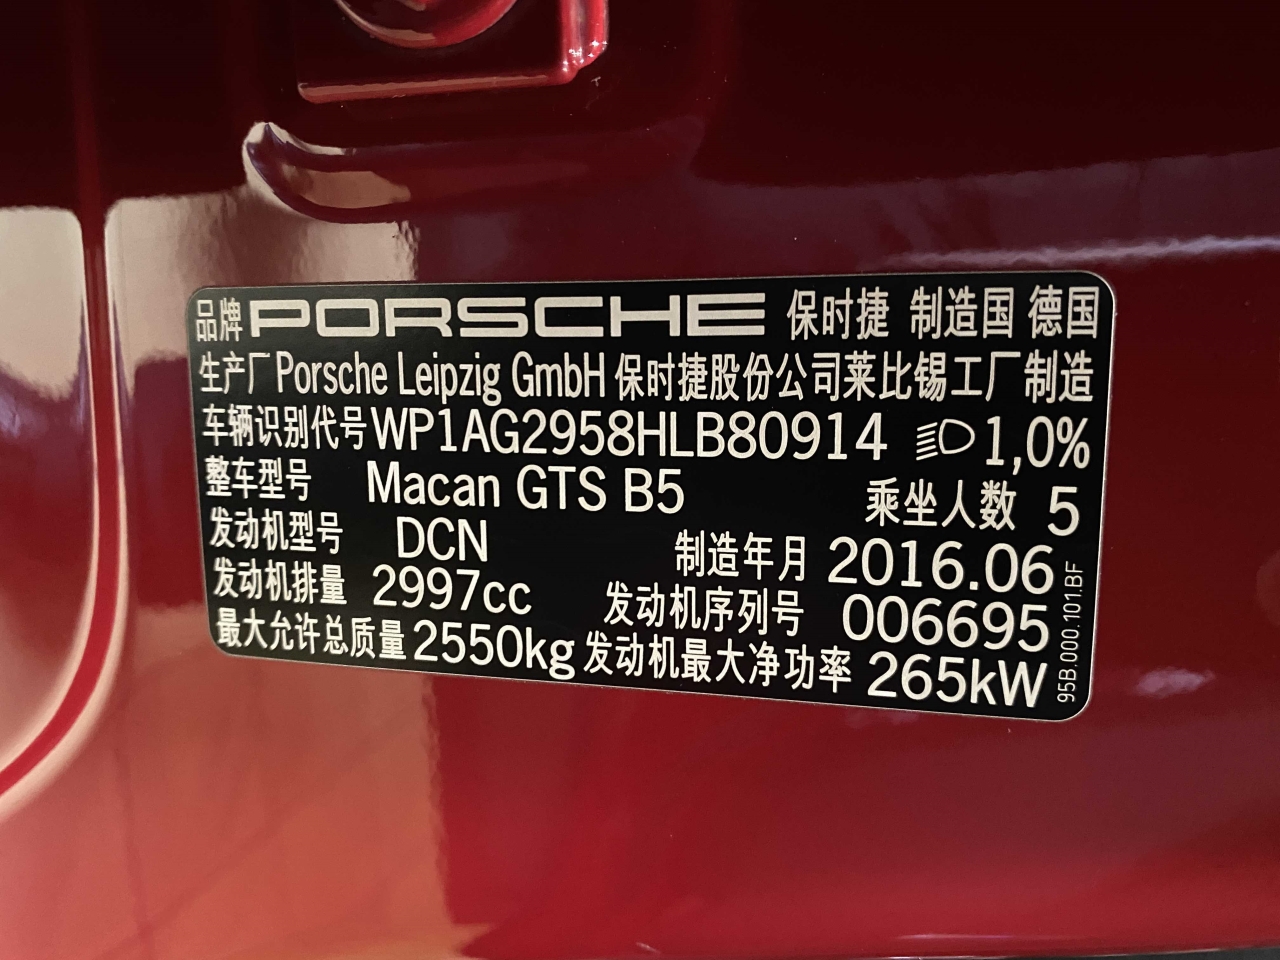 品牌 PORSCHE 保时捷 制造国 德国
生产厂 Porsche Leipzig GmbH 保时捷股份公司莱比锡工厂制造
车辆识别代号 WP1AG2958HLB80914 1,0%
整车型号 Macan GTS B5 乘坐人数 5
发动机型号 DCN 制造年月 2016.06
发动机排量 2997cc 发动机序列号 006695
最大允许总质量 2550kg 发动机最大净功率 265kW
95B.000.101.BF